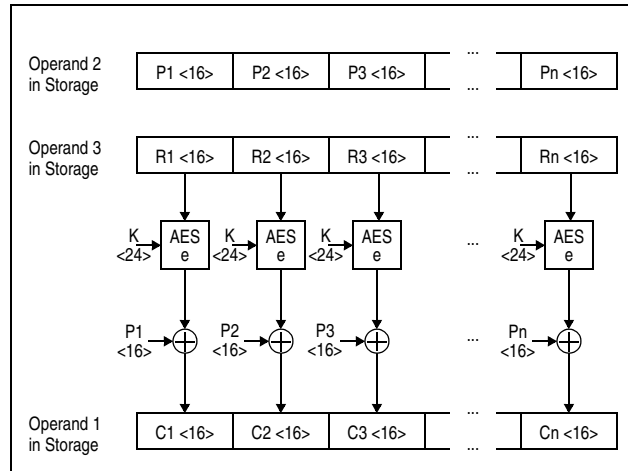 Operand 2
in Storage
P1 <16> P2 <16> P3 <16> ... ... Pn <16>
Operand 3
in Storage
R1 <16> R2 <16> R3 <16> ... ... Rn <16>
K
<24>
AES
e
K
<24>
AES
e
K
<24>
AES
e
...
K
<24>
AES
e
P1
<16>
P2
<16>
P3
<16>
...
Pn
<16>
Operand 1
in Storage
C1 <16> C2 <16> C3 <16> ... ... Cn <16>